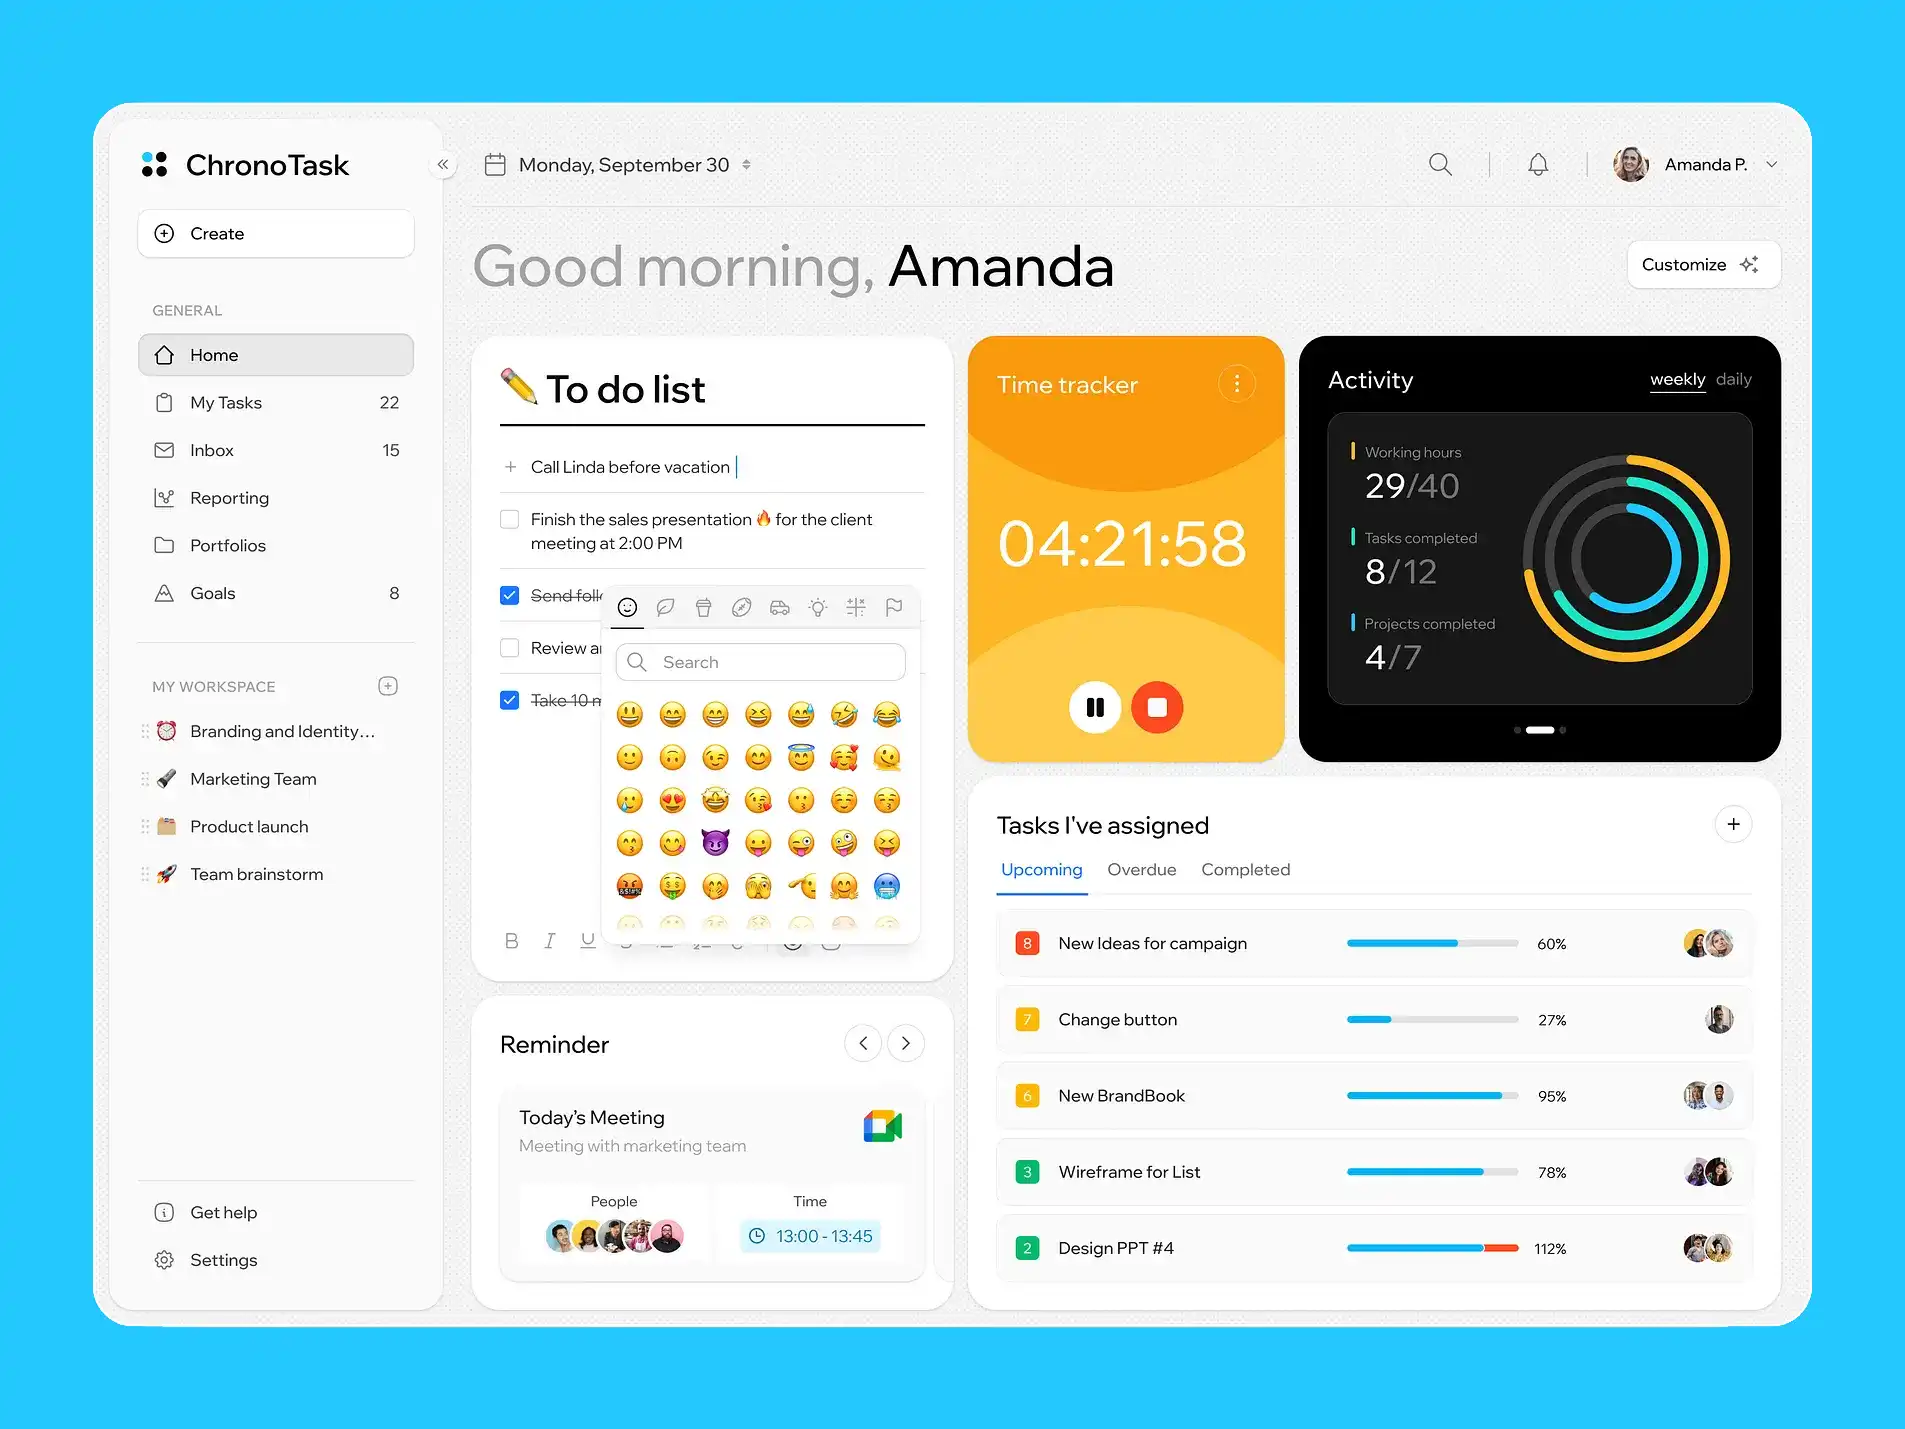 ChronoTask
Create
GENERAL
Home
My Tasks 22
Inbox 15
Reporting
Portfolios
Goals 8
MY WORKSPACE
Branding and Identity...
Marketing Team
Product launch
Team brainstorm
Get help
Settings
Monday, September 30
Amanda P.
Good morning, Amanda
Customize
To do list
Call Linda before vacation
Finish the sales presentation 🔥 for the client
meeting at 2:00 PM
Send
Review
Take 10
Search
B I U
Reminder
Today's Meeting
Meeting with marketing team
People
Time
13:00 - 13:45
Time tracker
04:21:58
Activity
weekly daily
Working hours
29/40
Tasks completed
8/12
Projects completed
4/7
Tasks I've assigned
Upcoming Overdue Completed
8 New Ideas for campaign 60%
7 Change button 27%
6 New BrandBook 95%
3 Wireframe for List 78%
2 Design PPT #4 112%